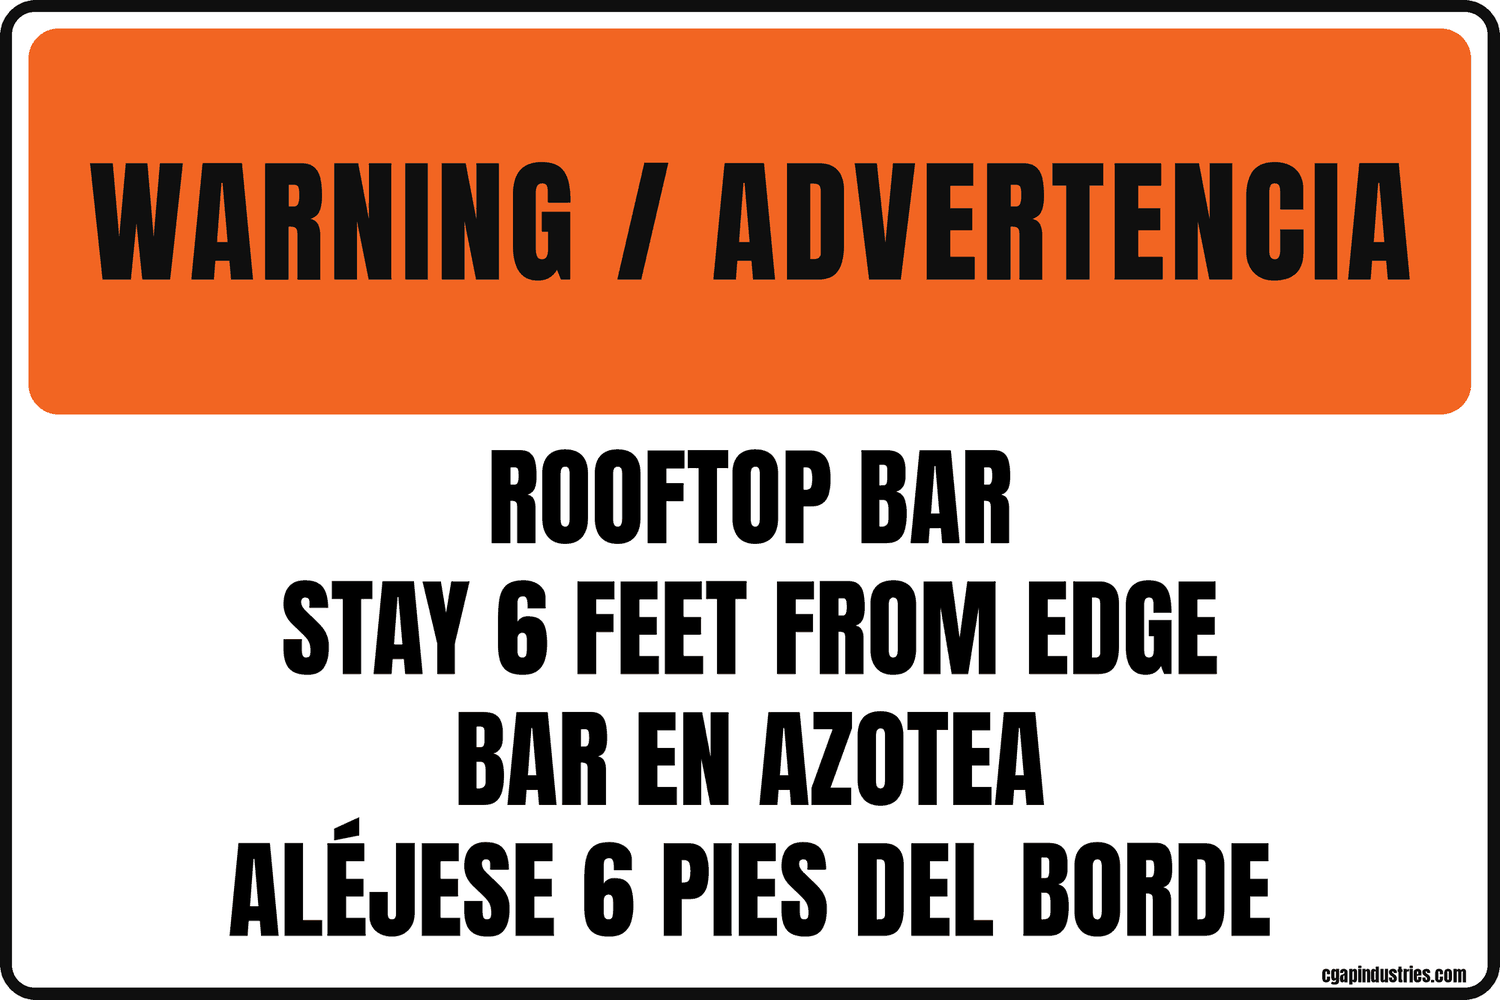 WARNING / ADVERTENCIA
ROOFTOP BAR
STAY 6 FEET FROM EDGE
BAR EN AZOTEA
ALÉJESE 6 PIES DEL BORDE
cgapindustries.com